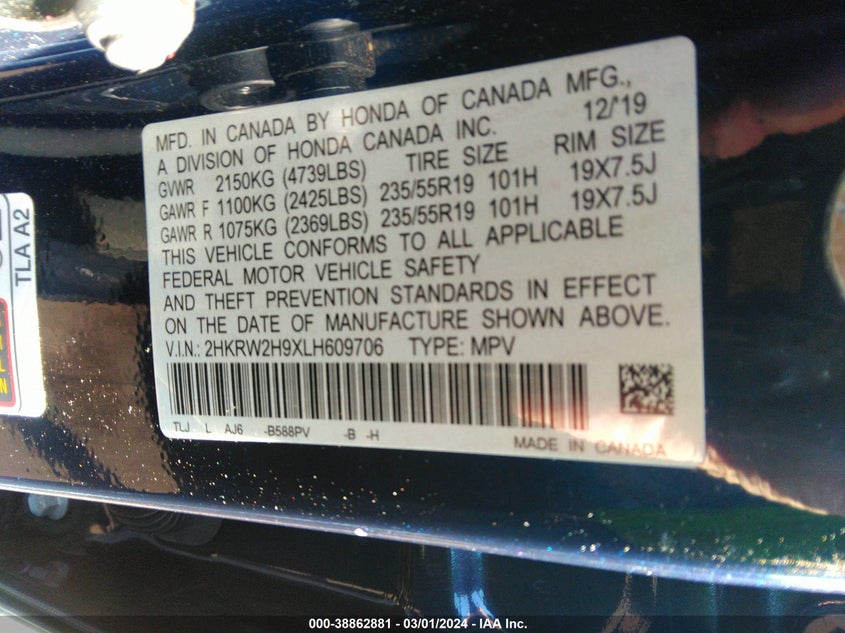 MFD. IN CANADA BY HONDA OF CANADA MFG.,
A DIVISION OF HONDA CANADA INC. 12/'19
GVWR 2150KG (4739LBS) TIRE SIZE RIM SIZE
GAWR F 1100KG (2425LBS) 235/55R19 101H 19X7.5J
GAWR R 1075KG (2369LBS) 235/55R19 101H 19X7.5J
THIS VEHICLE CONFORMS TO ALL APPLICABLE
FEDERAL MOTOR VEHICLE SAFETY
AND THEFT PREVENTION STANDARDS IN EFFECT
ON THE DATE OF MANUFACTURE SHOWN ABOVE.
V.I.N.: 2HKRW2H9XLH609706 TYPE: MPV
TLJ L AJ6 -B588PV -B -H
MADE IN CANADA
TLA A2
000-38862881 - 03/01/2024 - IAA Inc.